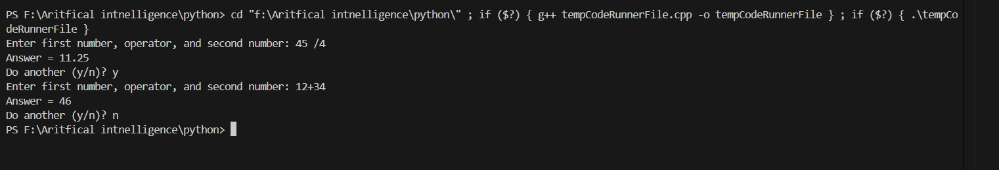 PS F:\Aritfical intnelligence\python> cd "f:\Aritfical intnelligence\python\" ; if ($?) { g++ tempCodeRunnerFile.cpp -o tempCodeRunnerFile } ; if ($?) { .\tempCo
deRunnerFile }
Enter first number, operator, and second number: 45 /4
Answer = 11.25
Do another (y/n)? y
Enter first number, operator, and second number: 12+34
Answer = 46
Do another (y/n)? n
PS F:\Aritfical intnelligence\python>